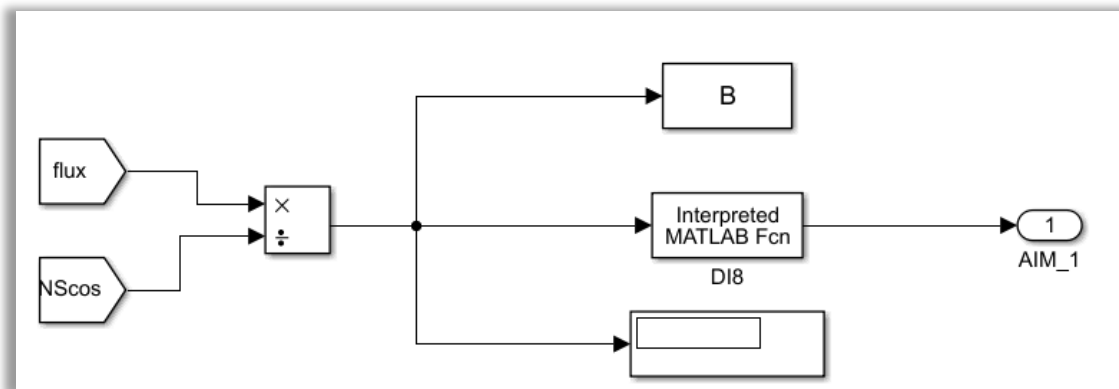 B
flux
×
÷
Interpreted
MATLAB Fcn
DI8
1
AIM_1
NScos